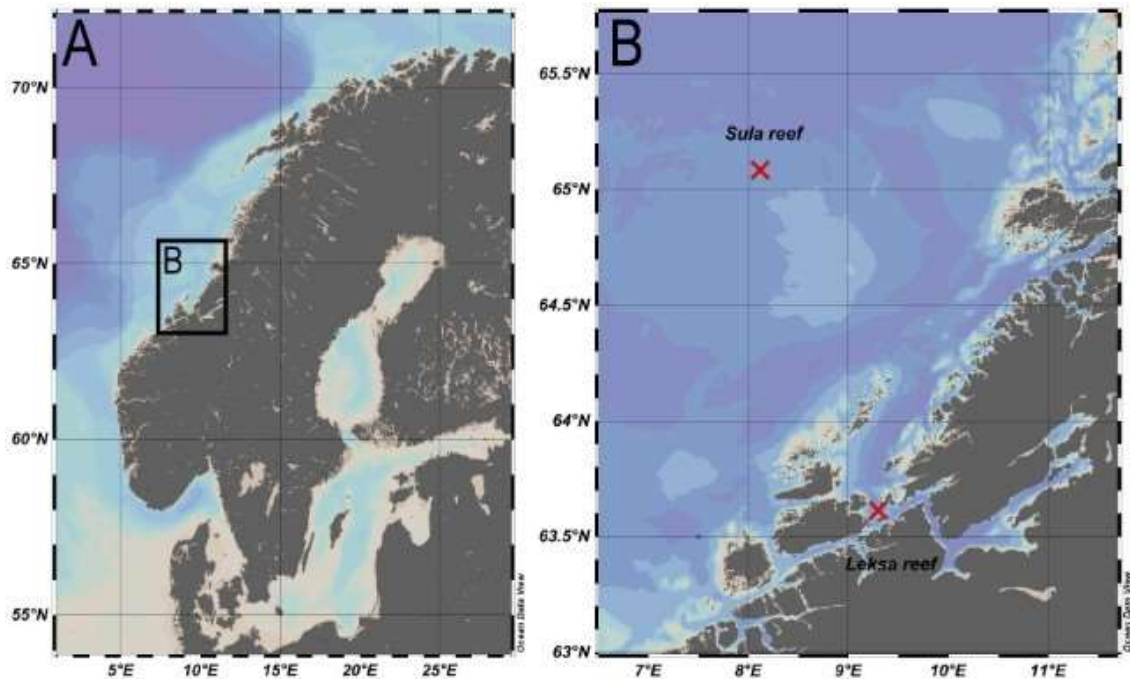 A
70°N
65°N
60°N
55°N
5°E 10°E 15°E 20°E 25°E
B
Ocean Data View
B
65.5°N
65°N
64.5°N
64°N
63.5°N
63°N
7°E 8°E 9°E 10°E 11°E
Sula reef
Leksa reef
Ocean Data View